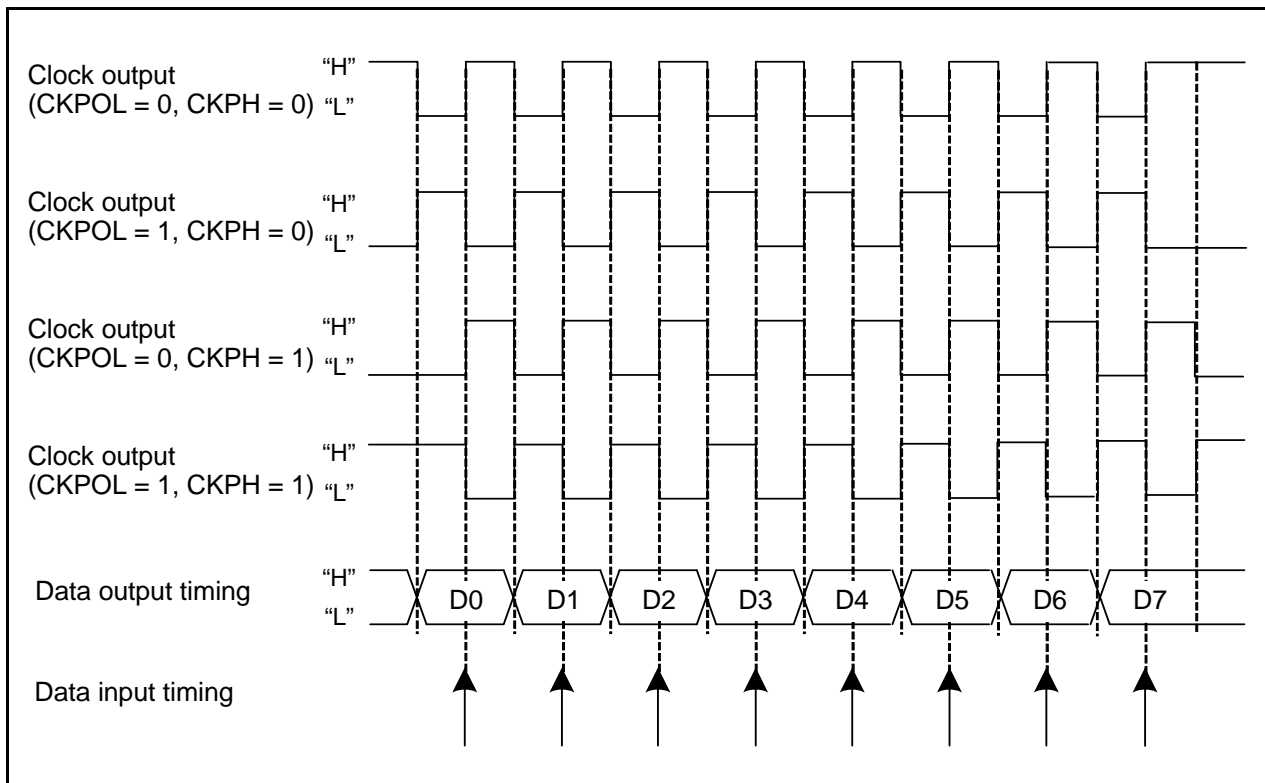 Clock output
(CKPOL = 0, CKPH = 0)
“H”
“L”
Clock output
(CKPOL = 1, CKPH = 0)
“H”
“L”
Clock output
(CKPOL = 0, CKPH = 1)
“H”
“L”
Clock output
(CKPOL = 1, CKPH = 1)
“H”
“L”
Data output timing
“H”
“L”
D0 D1 D2 D3 D4 D5 D6 D7
Data input timing